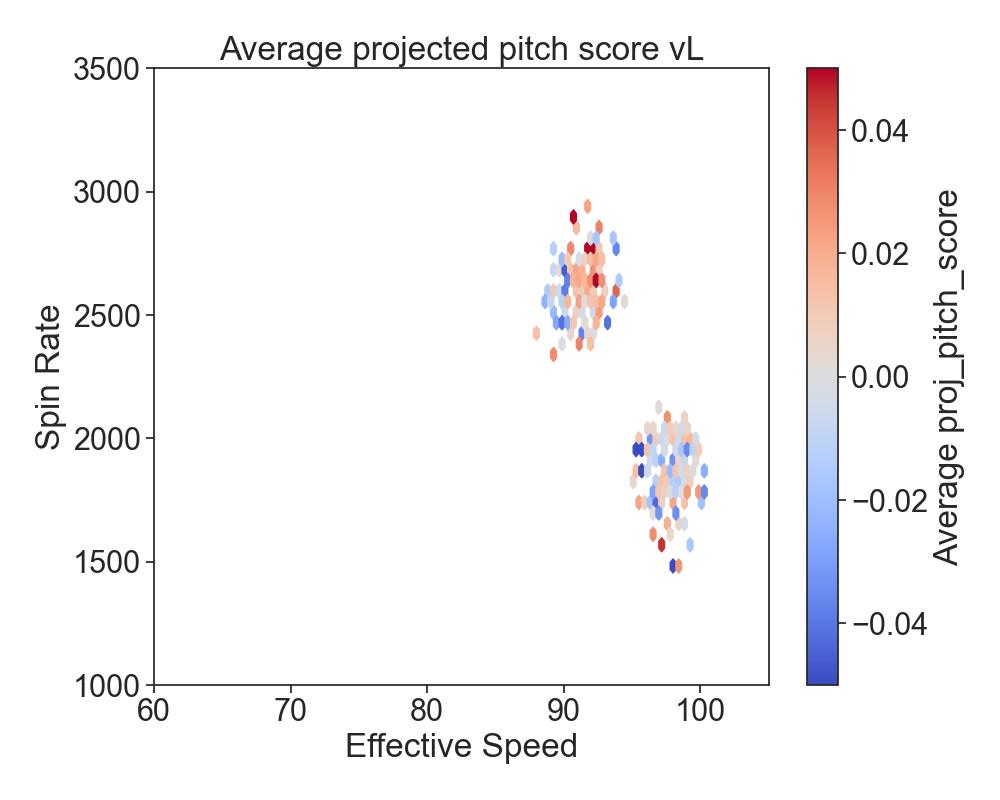 Average projected pitch score vL
3500
3000
2500
2000
1500
1000
Spin Rate
60 70 80 90 100
Effective Speed
0.04
0.02
0.00
−0.02
−0.04
Average proj_pitch_score